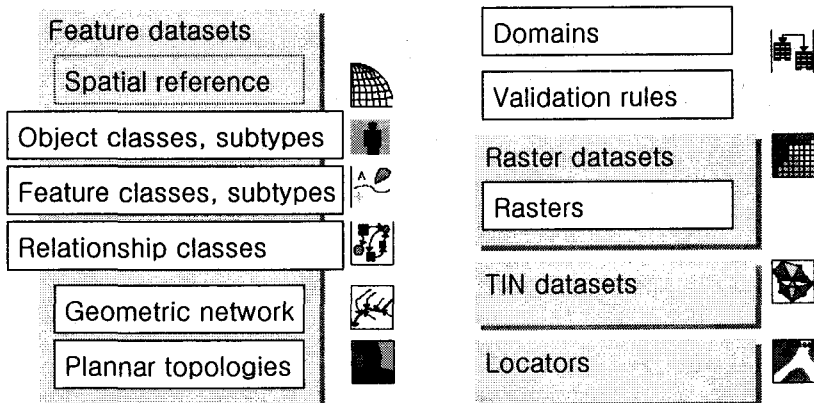 Feature datasets
Spatial reference
Object classes, subtypes
Feature classes, subtypes
Relationship classes
Geometric network
Plannar topologies
Domains
Validation rules
Raster datasets
Rasters
TIN datasets
Locators